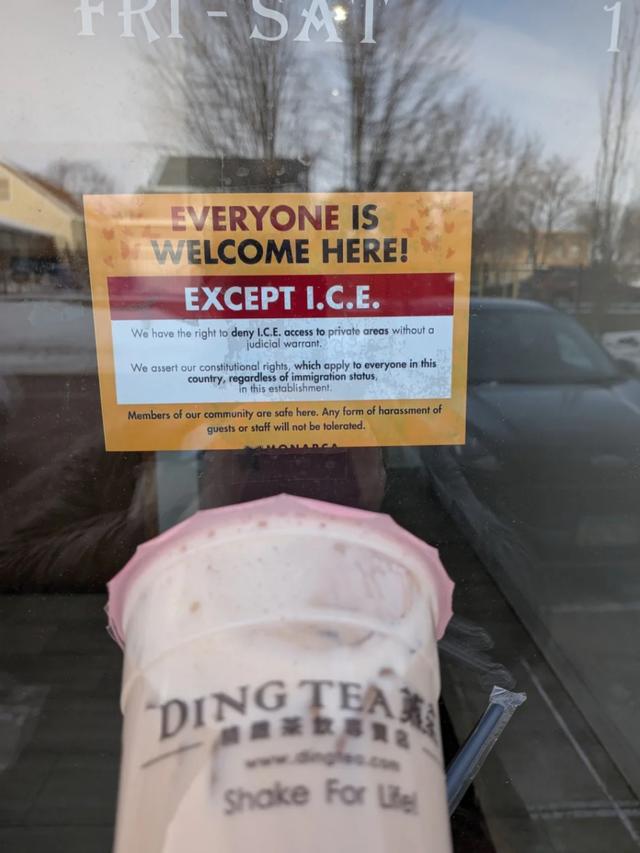 FRI - SAT 1
EVERYONE IS
WELCOME HERE!
EXCEPT I.C.E.
We have the right to deny I.C.E. access to private areas without a
judicial warrant.
We assert our constitutional rights, which apply to everyone in this
country, regardless of immigration status,
in this establishment.
Members of our community are safe here. Any form of harassment of
guests or staff will not be tolerated.
MONARCA
DING TEA
www.dingtea.com
Shake For Life!